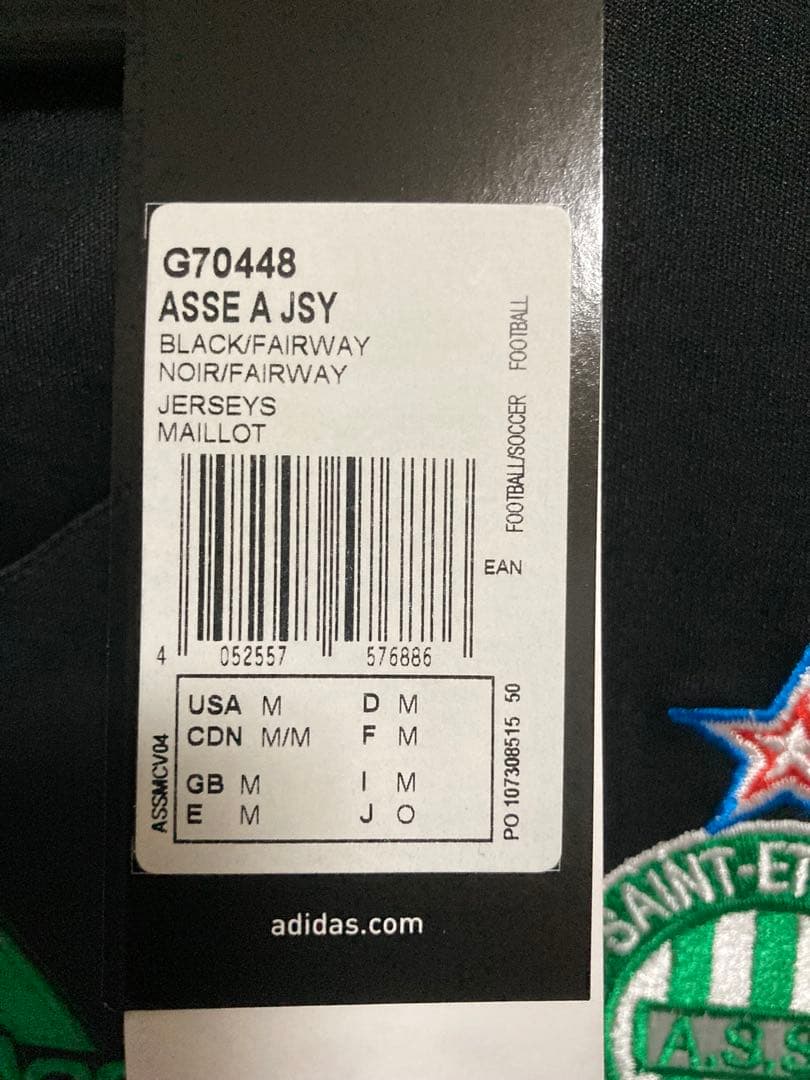 G70448
ASSE A JSY
BLACK/FAIRWAY
NOIR/FAIRWAY
JERSEYS
MAILLOT
FOOTBALL/SOCCER FOOTBALL
EAN
4 052557 576886
USA M D M
CDN M/M F M
GB M I M
E M J O
ASSMCV04
PO 107308515 50
adidas.com
SAINT-ET
A.S.S